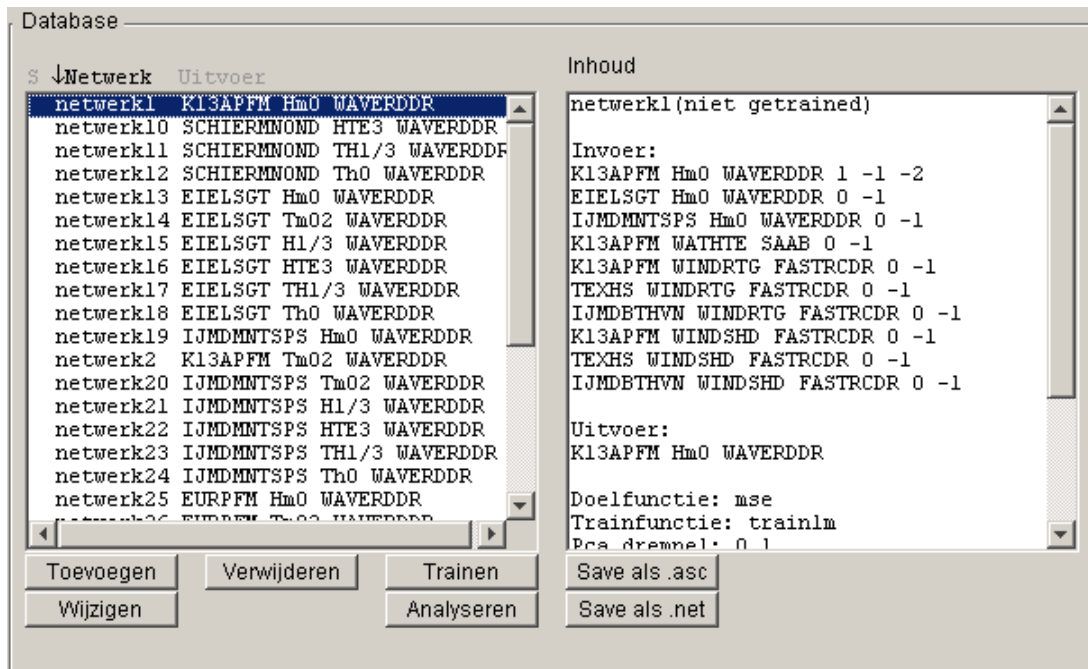 Database
S ↓Netwerk Uitvoer
netwerk1 K13APFM Hm0 WAVERDDR
netwerk10 SCHIERMNOND HTE3 WAVERDDR
netwerk11 SCHIERMNOND TH1/3 WAVERDDR
netwerk12 SCHIERMNOND Th0 WAVERDDR
netwerk13 EIELSGT Hm0 WAVERDDR
netwerk14 EIELSGT Tm02 WAVERDDR
netwerk15 EIELSGT H1/3 WAVERDDR
netwerk16 EIELSGT HTE3 WAVERDDR
netwerk17 EIELSGT TH1/3 WAVERDDR
netwerk18 EIELSGT Th0 WAVERDDR
netwerk19 IJMDMNTSPS Hm0 WAVERDDR
netwerk2 K13APFM Tm02 WAVERDDR
netwerk20 IJMDMNTSPS Tm02 WAVERDDR
netwerk21 IJMDMNTSPS H1/3 WAVERDDR
netwerk22 IJMDMNTSPS HTE3 WAVERDDR
netwerk23 IJMDMNTSPS TH1/3 WAVERDDR
netwerk24 IJMDMNTSPS Th0 WAVERDDR
netwerk25 EURPFM Hm0 WAVERDDR
netwerk26 EURPFM Tm02 WAVERDDR
Inhoud
netwerk1(niet getrained)
Invoer:
K13APFM Hm0 WAVERDDR 1 -1 -2
EIELSGT Hm0 WAVERDDR 0 -1
IJMDMNTSPS Hm0 WAVERDDR 0 -1
K13APFM WATHTE SAAB 0 -1
K13APFM WINDRTG FASTRCDR 0 -1
TEXHS WINDRTG FASTRCDR 0 -1
IJMDBTHVN WINDRTG FASTRCDR 0 -1
K13APFM WINDSHD FASTRCDR 0 -1
TEXHS WINDSHD FASTRCDR 0 -1
IJMDBTHVN WINDSHD FASTRCDR 0 -1
Uitvoer:
K13APFM Hm0 WAVERDDR
Doelfunctie: mse
Trainfunctie: trainlm
Pca drempel: 0.1
Toevoegen Verwijderen Trainen Save als .asc
Wijzigen Analyseren Save als .net